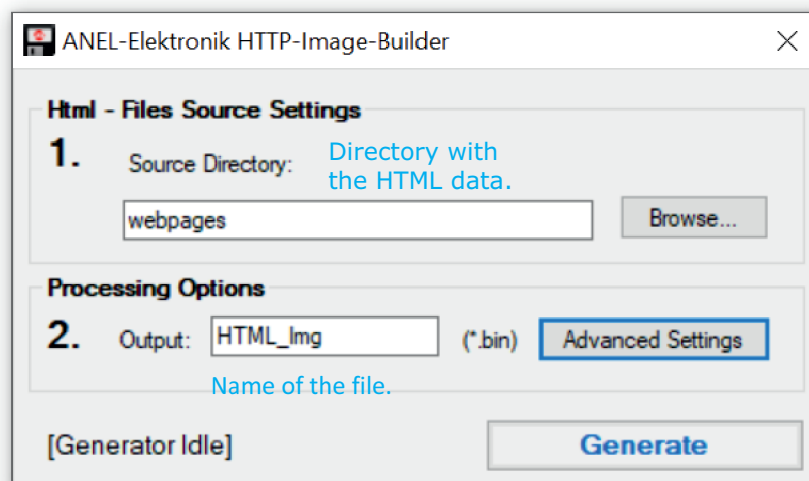 ANEL-Elektronik HTTP-Image-Builder
Html - Files Source Settings
1. Source Directory: Directory with
the HTML data.
webpages Browse...
Processing Options
2. Output: HTML_Img (*.bin) Advanced Settings
Name of the file.
[Generator Idle] Generate